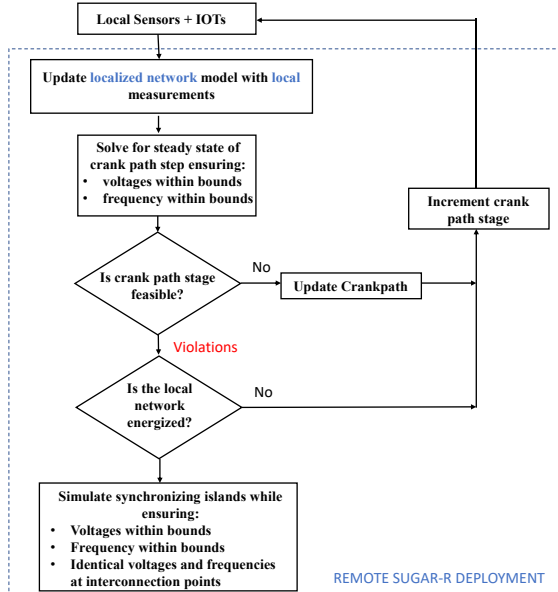 Local Sensors + IOTs
Update localized network model with local
measurements
Solve for steady state of
crank path step ensuring:
• voltages within bounds
• frequency within bounds
Increment crank
path stage
Is crank path stage
feasible?
No
Update Crankpath
Violations
Is the local
network
energized?
No
Simulate synchronizing islands while
ensuring:
• Voltages within bounds
• Frequency within bounds
• Identical voltages and frequencies
at interconnection points
REMOTE SUGAR-R DEPLOYMENT